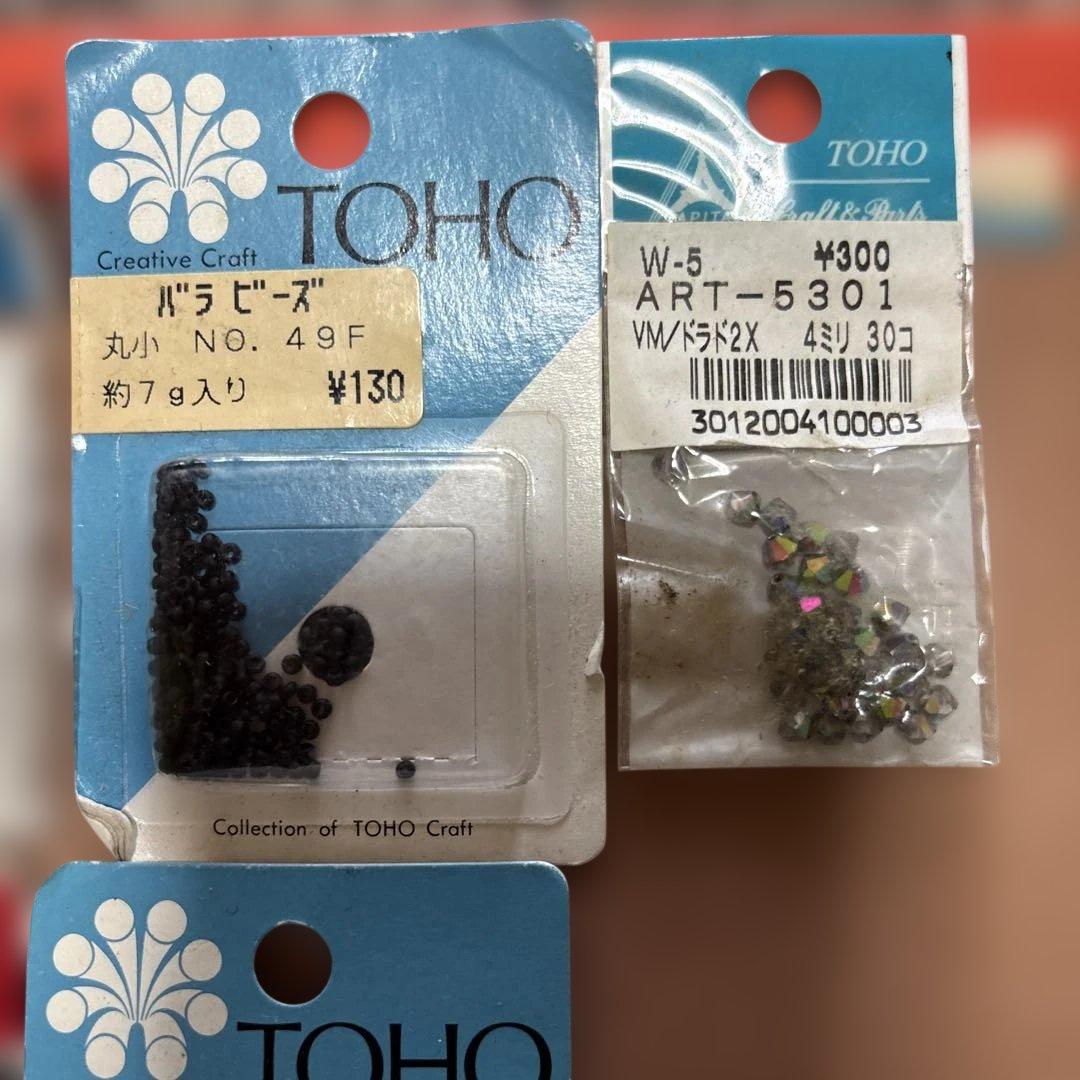 TOHO
Creative Craft
バラ ビーズ
丸小 NO. 49F
約7g入り ¥130
Collection of TOHO Craft
TOHO
Craft & Parts
W-5 ¥300
ART-5301
VM/ドラド2X 4ミリ 30コ
3012004100003
TOHO